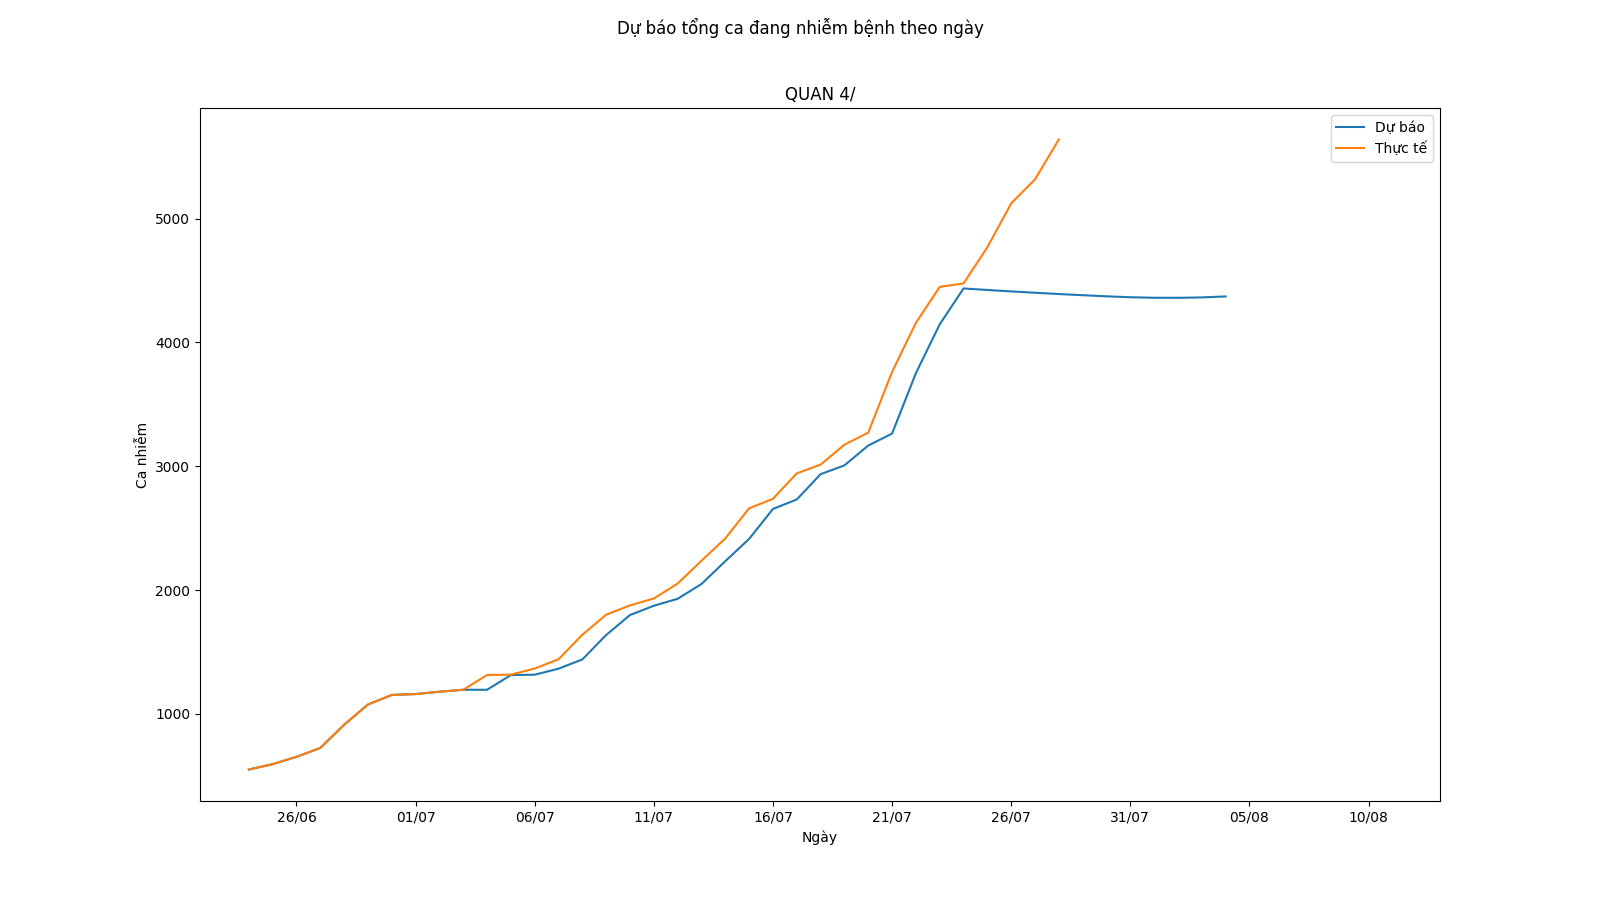 Dự báo tổng ca đang nhiễm bệnh theo ngày
QUAN 4/
Dự báo
Thực tế
5000
4000
3000
2000
1000
Ca nhiễm
26/06 01/07 06/07 11/07 16/07 21/07 26/07 31/07 05/08 10/08
Ngày